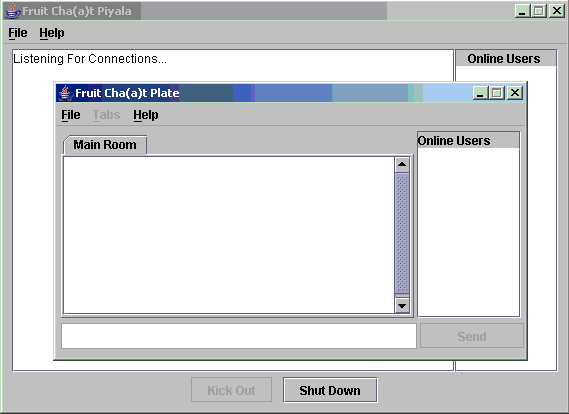 Fruit Cha(a)t Piyala
File Help
Listening For Connections...
Online Users
Fruit Cha(a)t Plate
File Tabs Help
Main Room
Online Users
Send
Kick Out
Shut Down